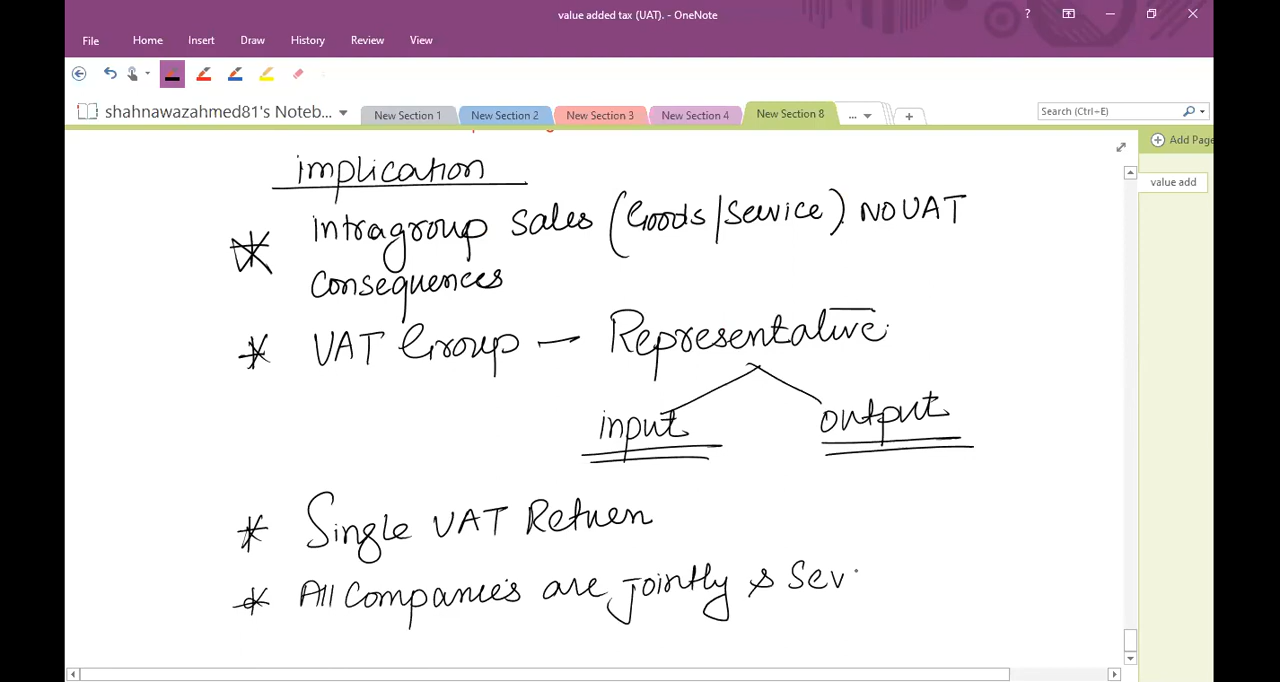 value added tax (UAT). - OneNote
?
File Home Insert Draw History Review View
shahnawazahmed81's Noteb...
New Section 1 New Section 2 New Section 3 New Section 4 New Section 8 ... +
Search (Ctrl+E)
Add Page
value add
implication
* Intragroup sales (Goods/Service). NO UAT
consequences
* VAT Group — Representative
input output
* Single VAT Return
* All Companies are jointly & Sev